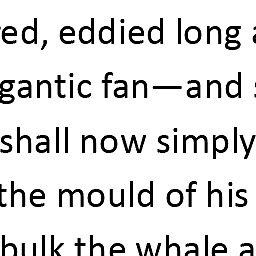 red, eddied long a
gantic fan—and s
shall now simply
the mould of his
bulk the whale a